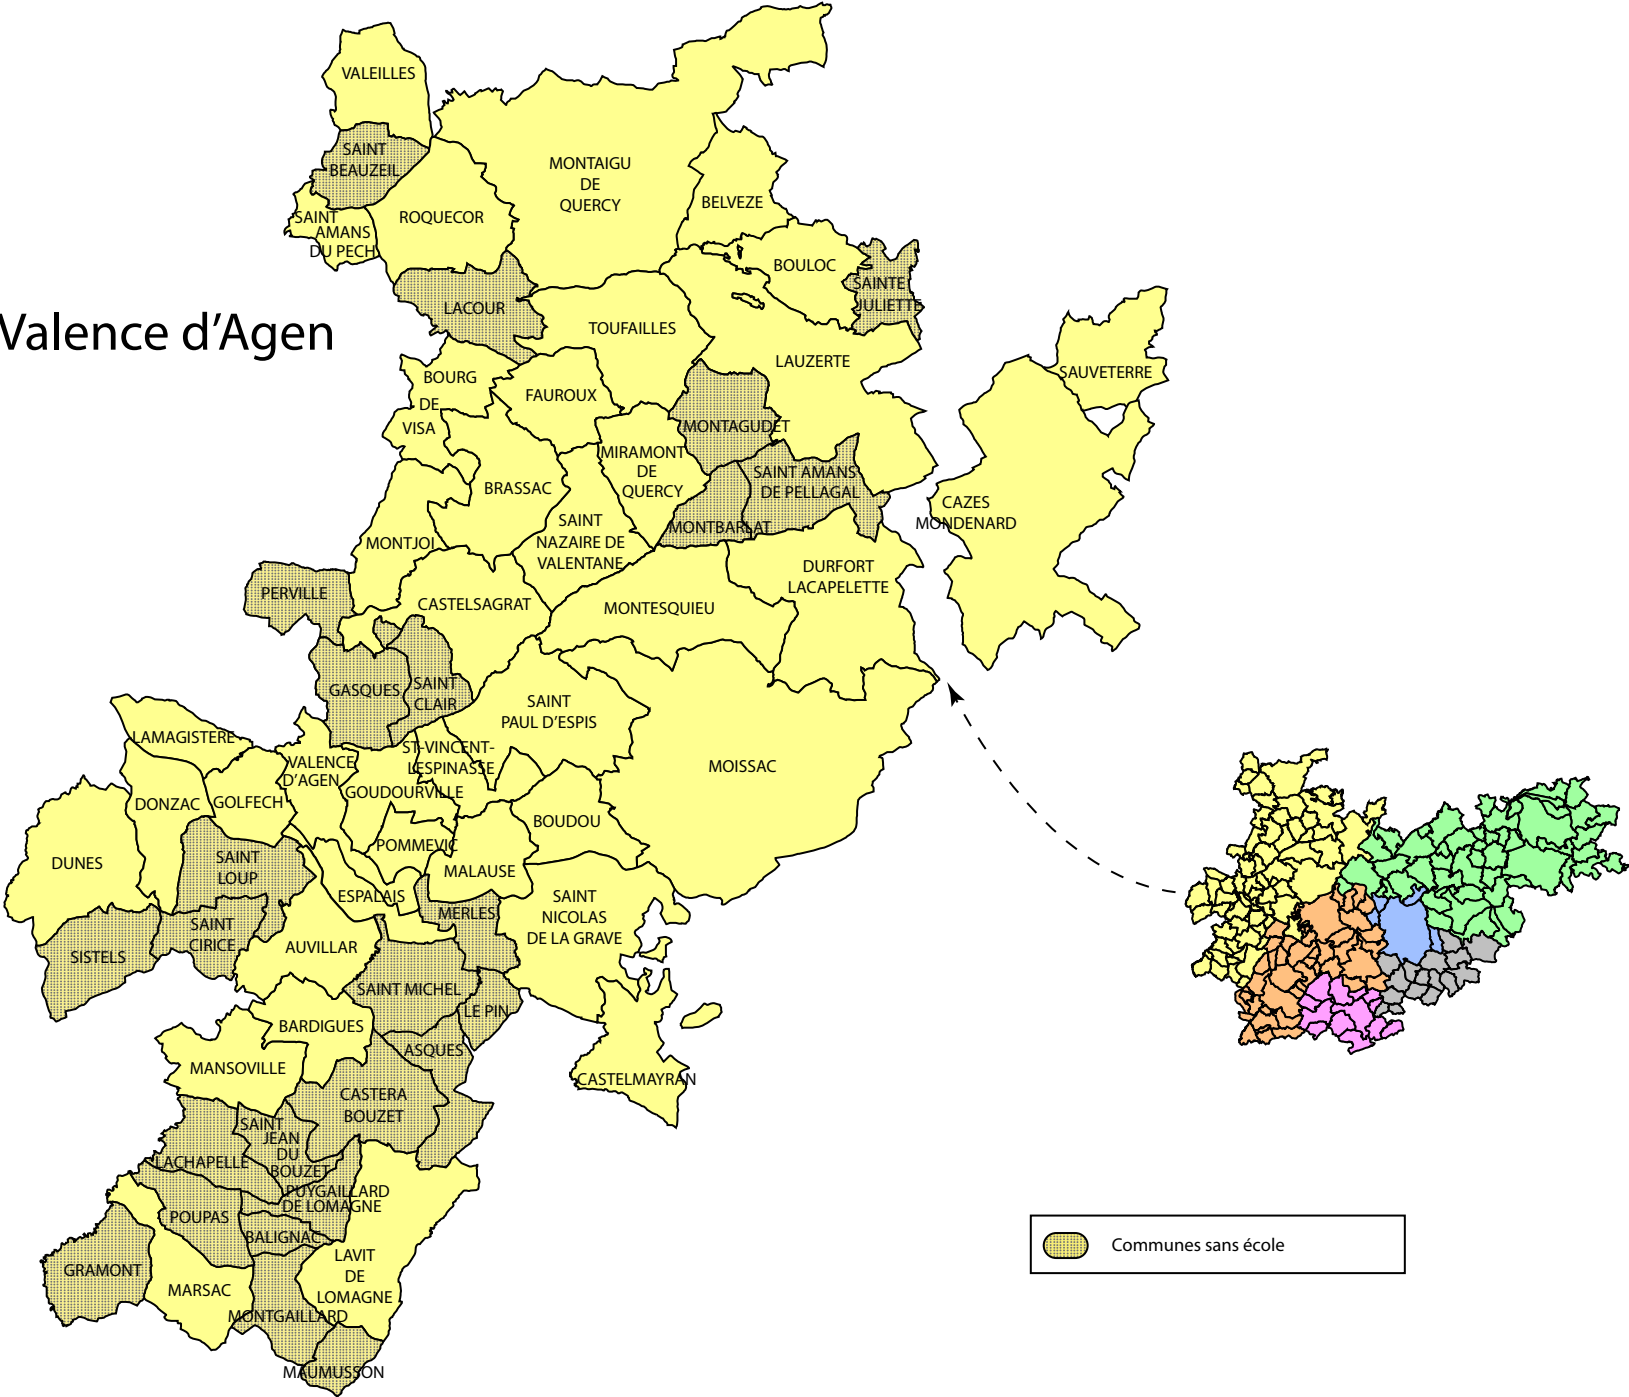 VALEILLES
SAINT
BEAUZEIL
MONTAIGU
DE
QUERCY
BELVEZE
SAINT
AMANS
DU PECH
ROQUECOR
BOULOC
SAINTE
JULIETTE
LACOUR
Valence d'Agen
TOUFAILLES
LAUZERTE
SAUVETERRE
BOURG
DE
VISA
FAUROUX
MONTAGUDET
MIRAMONT
DE
QUERCY
BRASSAC
SAINT AMANS
DE PELLAGAL
CAZES
MONDENARD
SAINT
NAZAIRE DE
VALENTANE
MONTBARLAT
MONTJOI
DURFORT
LACAPELETTE
PERVILLE
CASTELSAGRAT
MONTESQUIEU
GASQUES
SAINT
CLAIR
SAINT
PAUL D'ESPIS
LAMAGISTERE
ST-VINCENT-
LESPINASSE
VALENCE
D'AGEN
MOISSAC
GOUDOURVILLE
DONZAC
GOLFECH
BOUDOU
POMMEVIC
DUNES
SAINT
LOUP
MALAUSE
ESPALAIS
SAINT
NICOLAS
DE LA GRAVE
MERLES
SAINT
CIRICE
AUVILLAR
SISTELS
SAINT MICHEL
LE PIN
BARDIGUES
ASQUES
MANSOVILLE
CASTELMAYRAN
CASTERA
BOUZET
SAINT
JEAN
DU
BOUZET
LACHAPELLE
PUYGAILLARD
DE LOMAGNE
POUPAS
BALIGNAC
LAVIT
DE
LOMAGNE
GRAMONT
MARSAC
MONTGAILLARD
MAUMUSSON
Communes sans école